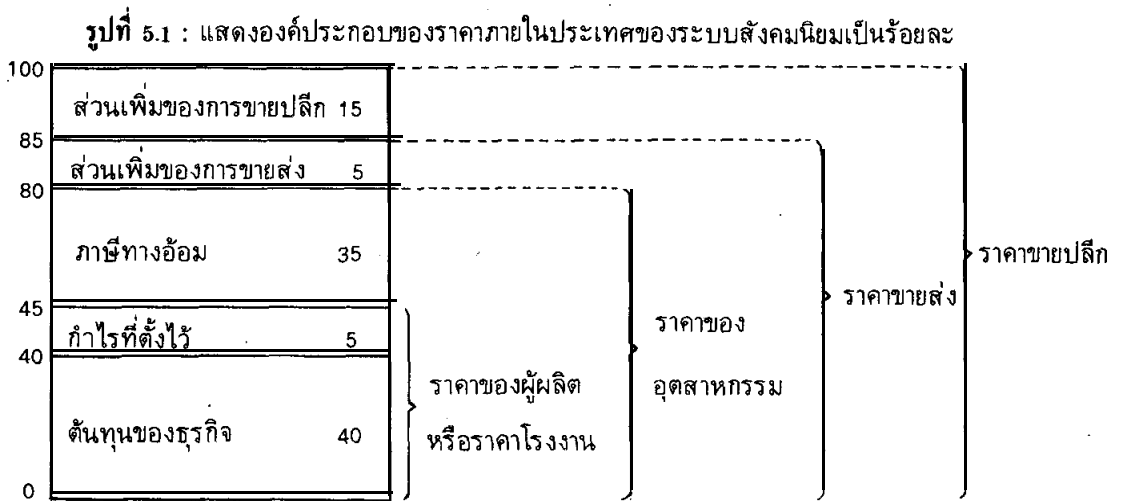 รูปที่ 5.1 : แสดงองค์ประกอบของราคาภายในประเทศของระบบสังคมนิยมเป็นร้อยละ
100
ส่วนเพิ่มของการขายปลีก 15
85
ส่วนเพิ่มของการขายส่ง 5
80
ภาษีทางอ้อม 35
ราคาขายปลีก
ราคาขายส่ง
45
กำไรที่ตั้งไว้ 5
ราคาของ
อุตสาหกรรม
40
ราคาของผู้ผลิต
หรือราคาโรงงาน
ต้นทุนของธุรกิจ 40
0